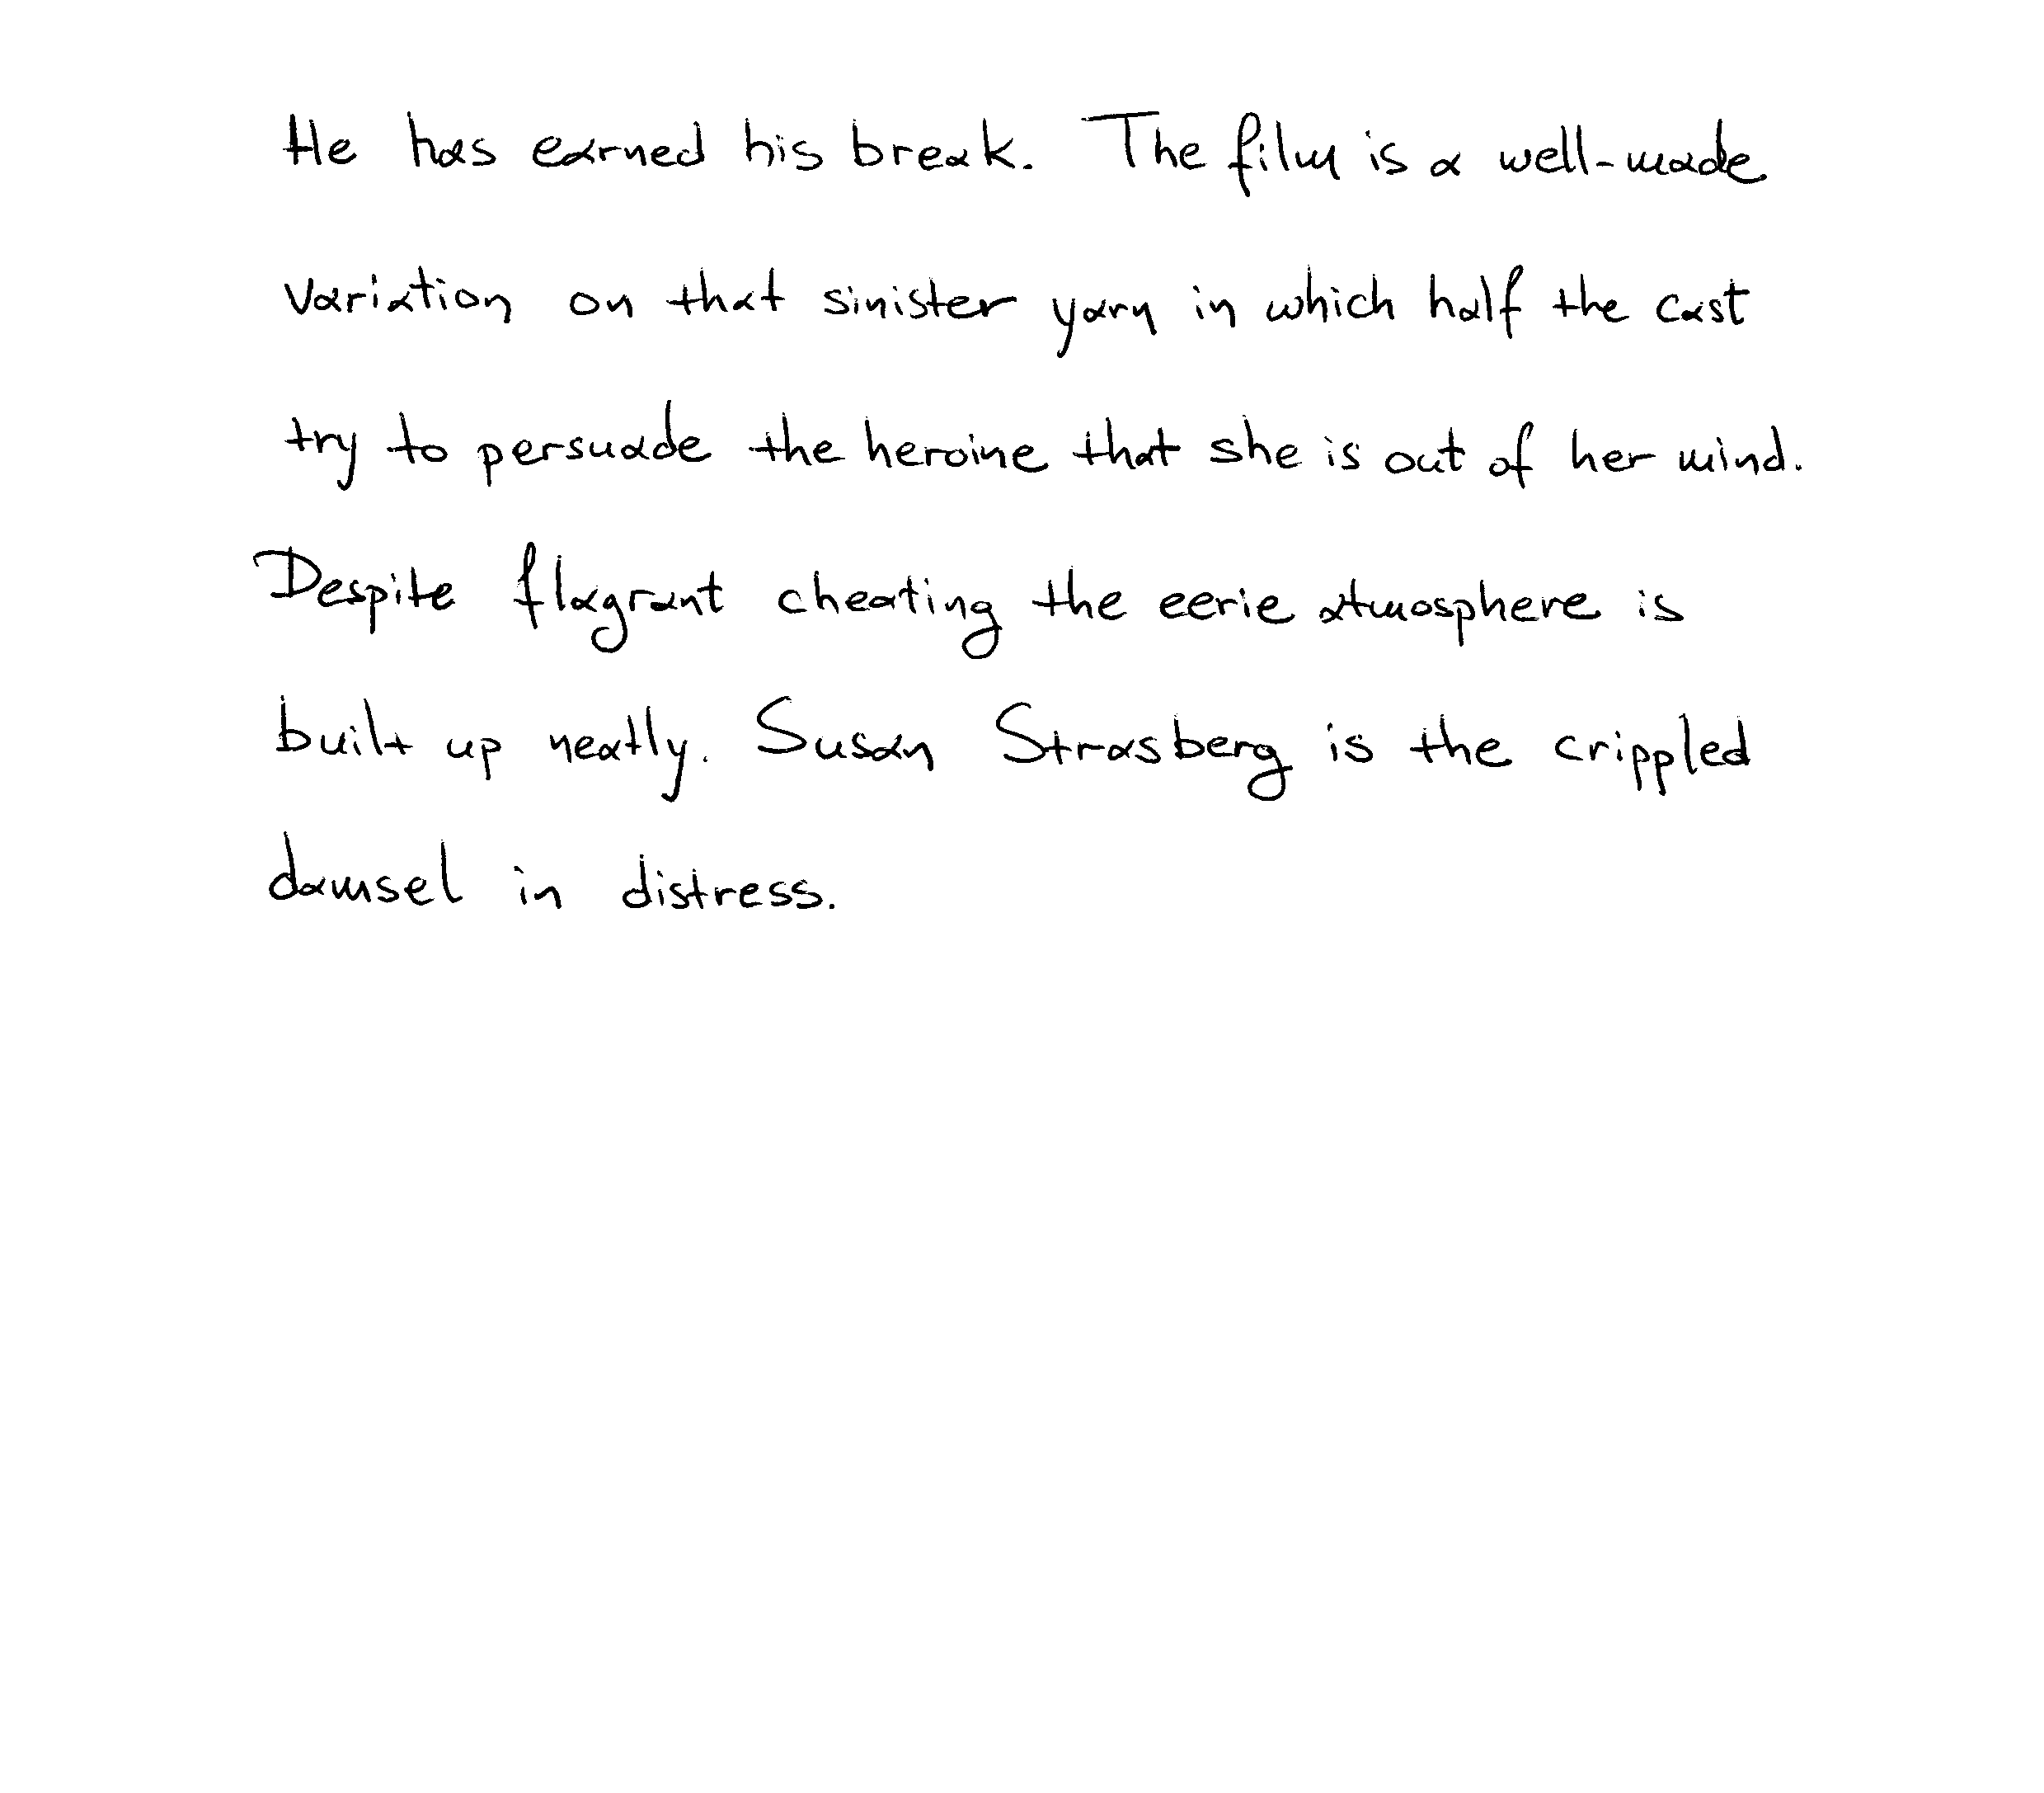 He has earned his break. The film is a well-made
variation on that sinister yarn in which half the cast
try to persuade the heroine that she is out of her mind.
Despite flagrant cheating the eerie atmosphere is
built up neatly. Susan Strasberg is the crippled
damsel in distress.